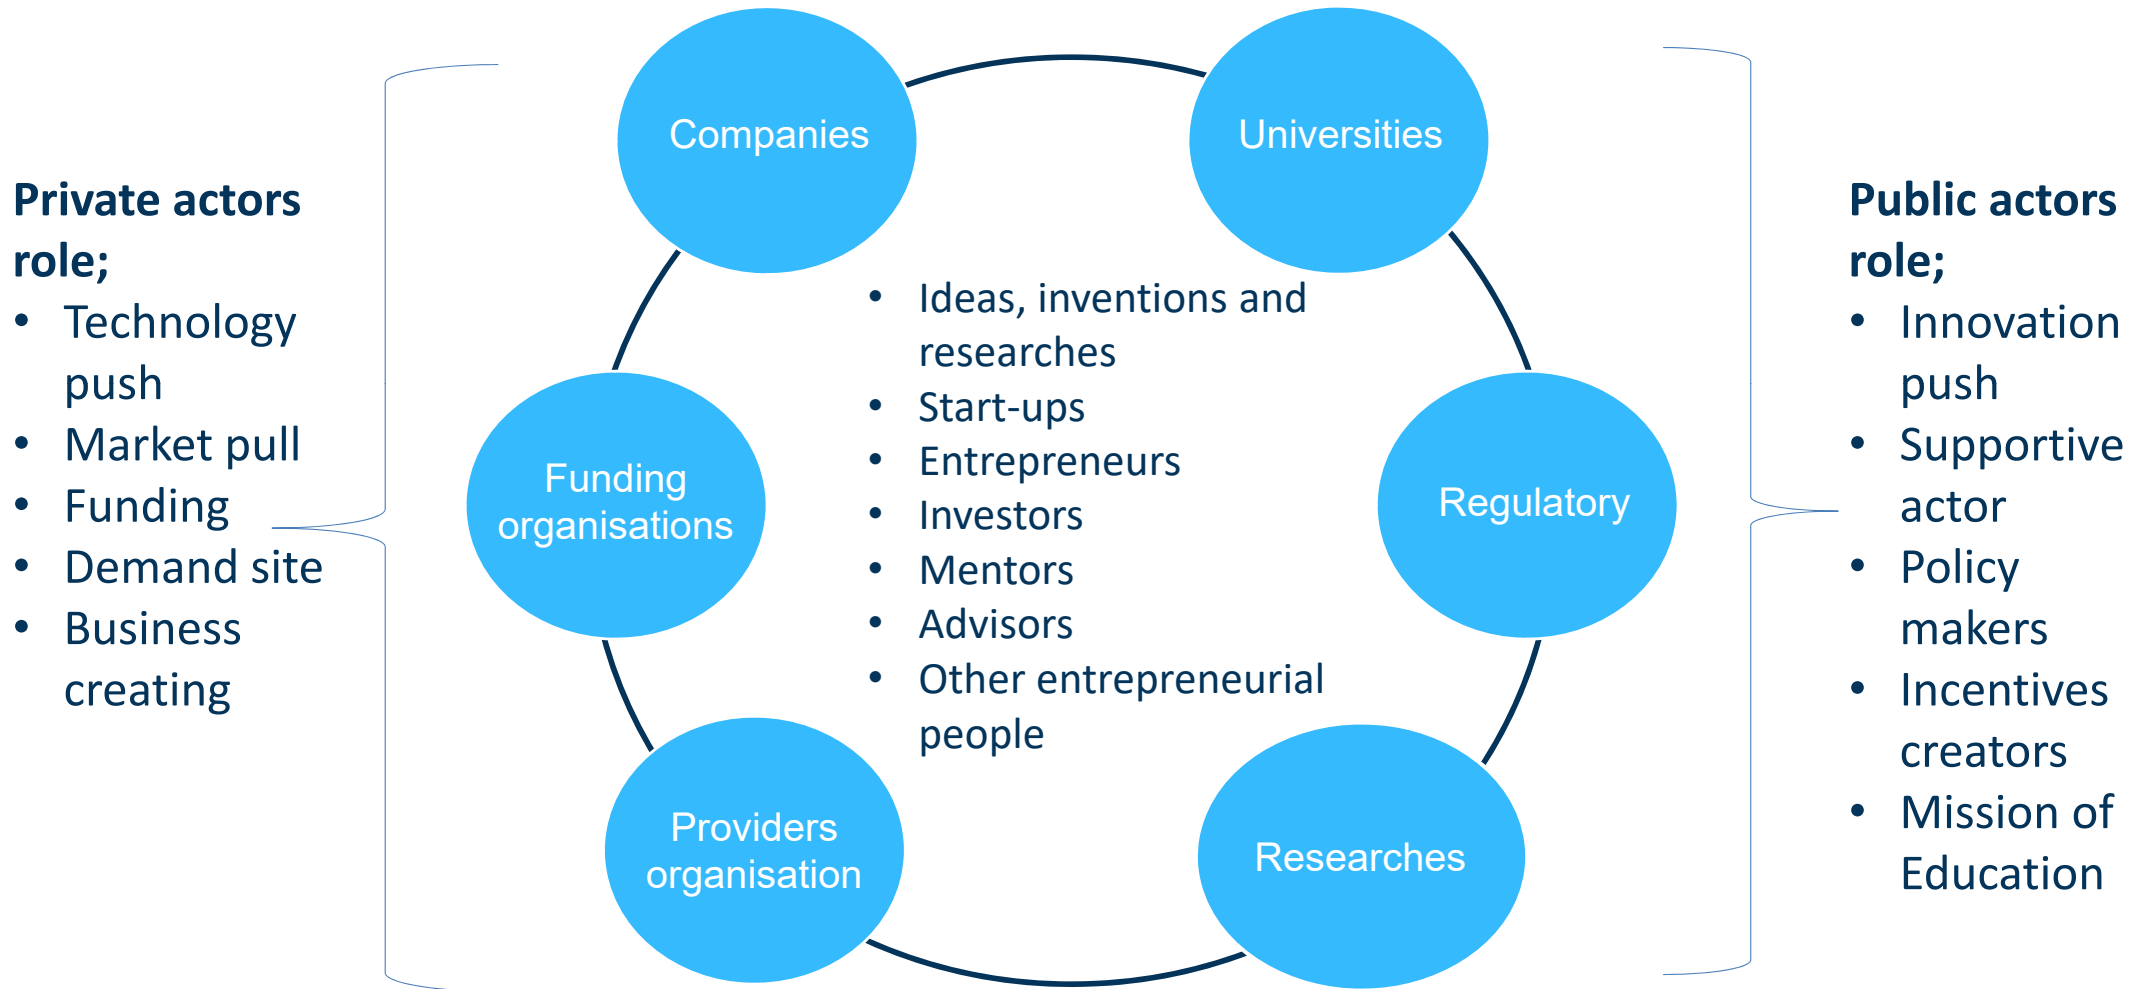 Private actors
role;
• Technology
push
• Market pull
• Funding
• Demand site
• Business
creating
Companies
Universities
Funding
organisations
Regulatory
Providers
organisation
Researches
• Ideas, inventions and
researches
• Start-ups
• Entrepreneurs
• Investors
• Mentors
• Advisors
• Other entrepreneurial
people
Public actors
role;
• Innovation
push
• Supportive
actor
• Policy
makers
• Incentives
creators
• Mission of
Education